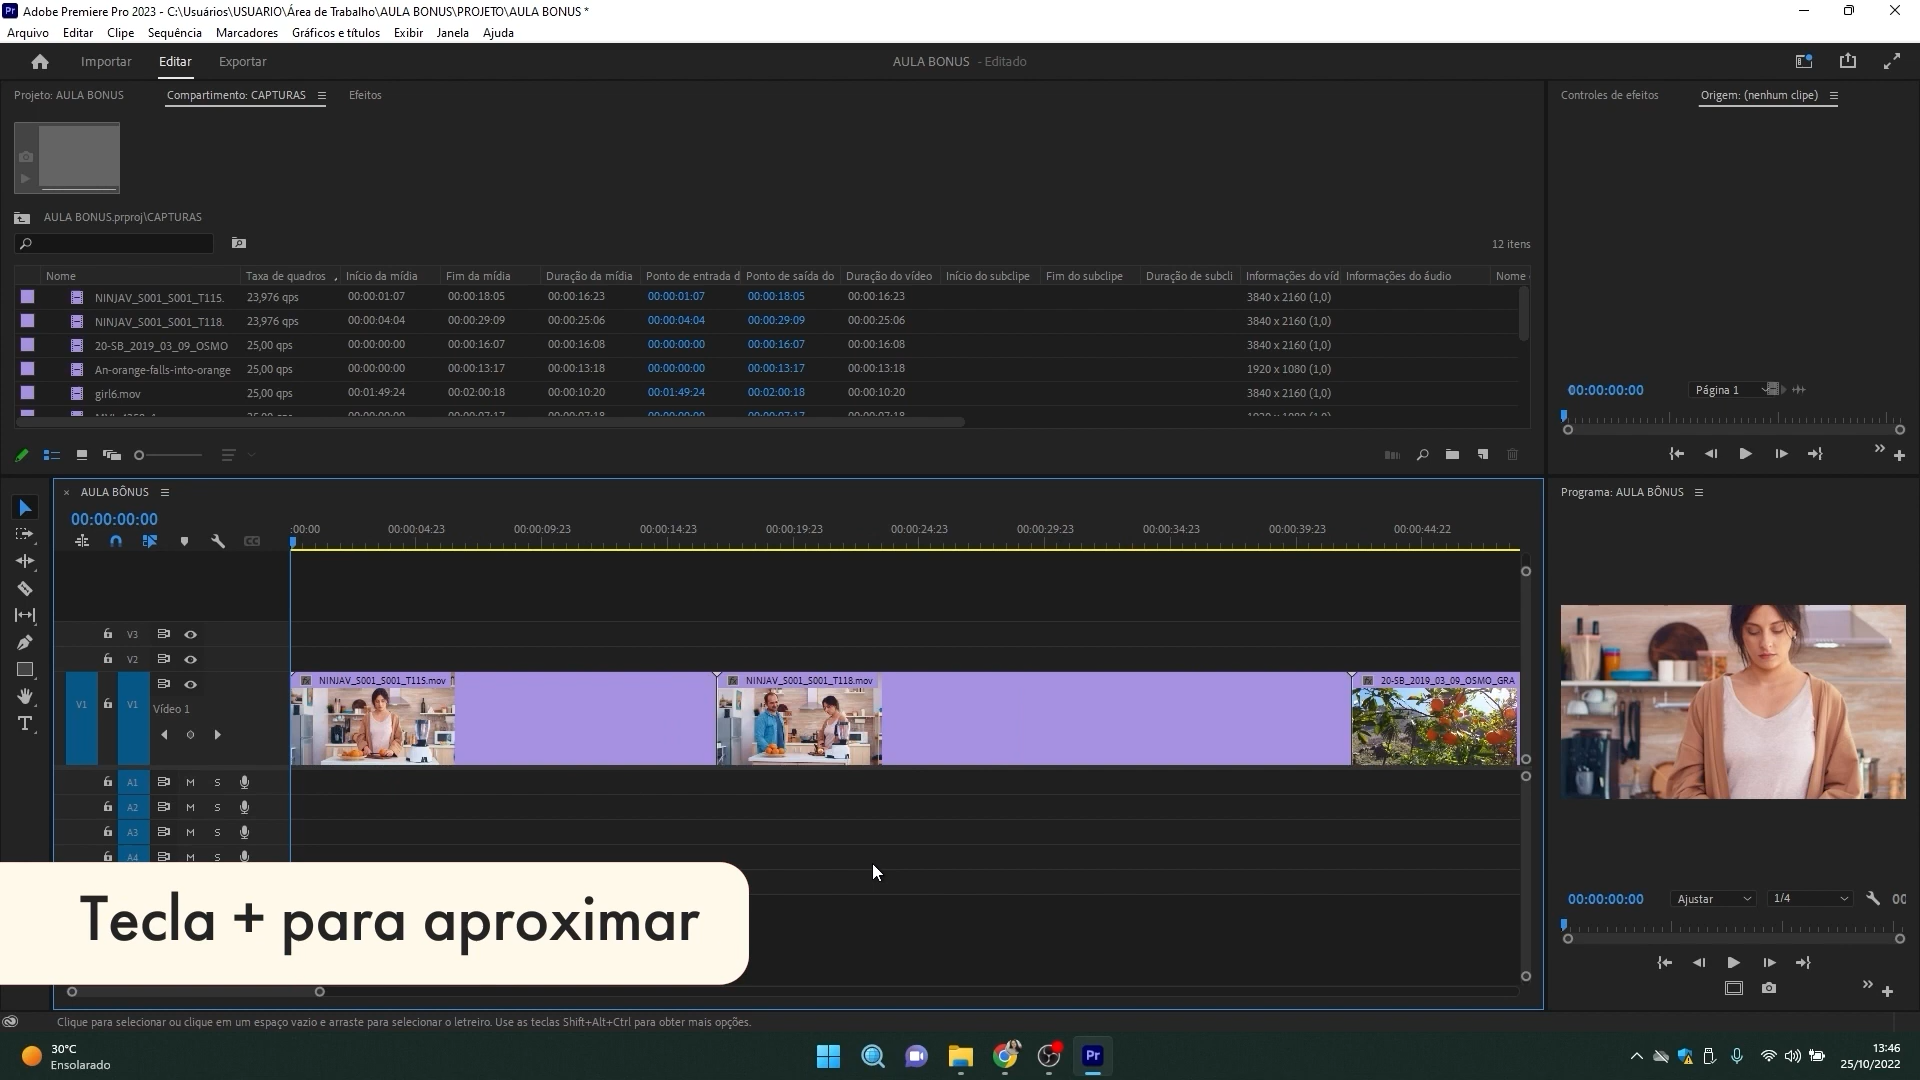 Adobe Premiere Pro 2023 - C:\Usuários\USUARIO\Área de Trabalho\AULA BONUS\PROJETO\AULA BONUS *
Arquivo Editar Clipe Sequência Marcadores Gráficos e títulos Exibir Janela Ajuda
Importar Editar Exportar AULA BONUS - Editado
Projeto: AULA BONUS Compartimento: CAPTURAS Efeitos
Controles de efeitos Origem: (nenhum clipe)
AULA BONUS.prproj\CAPTURAS
12 itens
Nome Taxa de quadros Início da mídia Fim da mídia Duração da mídia Ponto de entrada d Ponto de saída do Duração do vídeo Início do subclipe Fim do subclipe Duração de subcli Informações do víd Informações do áudio Nome
NINJAV_S001_S001_T115. 23,976 qps 00:00:01:07 00:00:18:05 00:00:16:23 00:00:01:07 00:00:18:05 00:00:16:23 3840 x 2160 (1,0)
NINJAV_S001_S001_T118. 23,976 qps 00:00:04:04 00:00:29:09 00:00:25:06 00:00:04:04 00:00:29:09 00:00:25:06 3840 x 2160 (1,0)
20-SB_2019_03_09_OSMO 25,00 qps 00:00:00:00 00:00:16:07 00:00:16:08 00:00:00:00 00:00:16:07 00:00:16:08 3840 x 2160 (1,0)
An-orange-falls-into-orange 25,00 qps 00:00:00:00 00:00:13:17 00:00:13:18 00:00:00:00 00:00:13:17 00:00:13:18 1920 x 1080 (1,0)
girl6.mov 25,00 qps 00:01:49:24 00:02:00:18 00:00:10:20 00:01:49:24 00:02:00:18 00:00:10:20 3840 x 2160 (1,0)
00:00:00:00 Página 1
AULA BÔNUS
00:00:00:00
:00:00 00:00:04:23 00:00:09:23 00:00:14:23 00:00:19:23 00:00:24:23 00:00:29:23 00:00:34:23 00:00:39:23 00:00:44:22
Programa: AULA BÔNUS
V3
V2
NINJAV_S001_S001_T115.mov NINJAV_S001_S001_T118.mov 20-SB_2019_03_09_OSMO_GRA
V1 V1 Vídeo 1
A1 M S
A2 M S
A3 M S
A4 M S
Tecla + para aproximar
00:00:00:00 Ajustar 1/4 00
Clique para selecionar ou clique em um espaço vazio e arraste para selecionar o letreiro. Use as teclas Shift+Alt+Ctrl para obter mais opções.
30°C
Ensolarado
Pr
13:46
25/10/2022